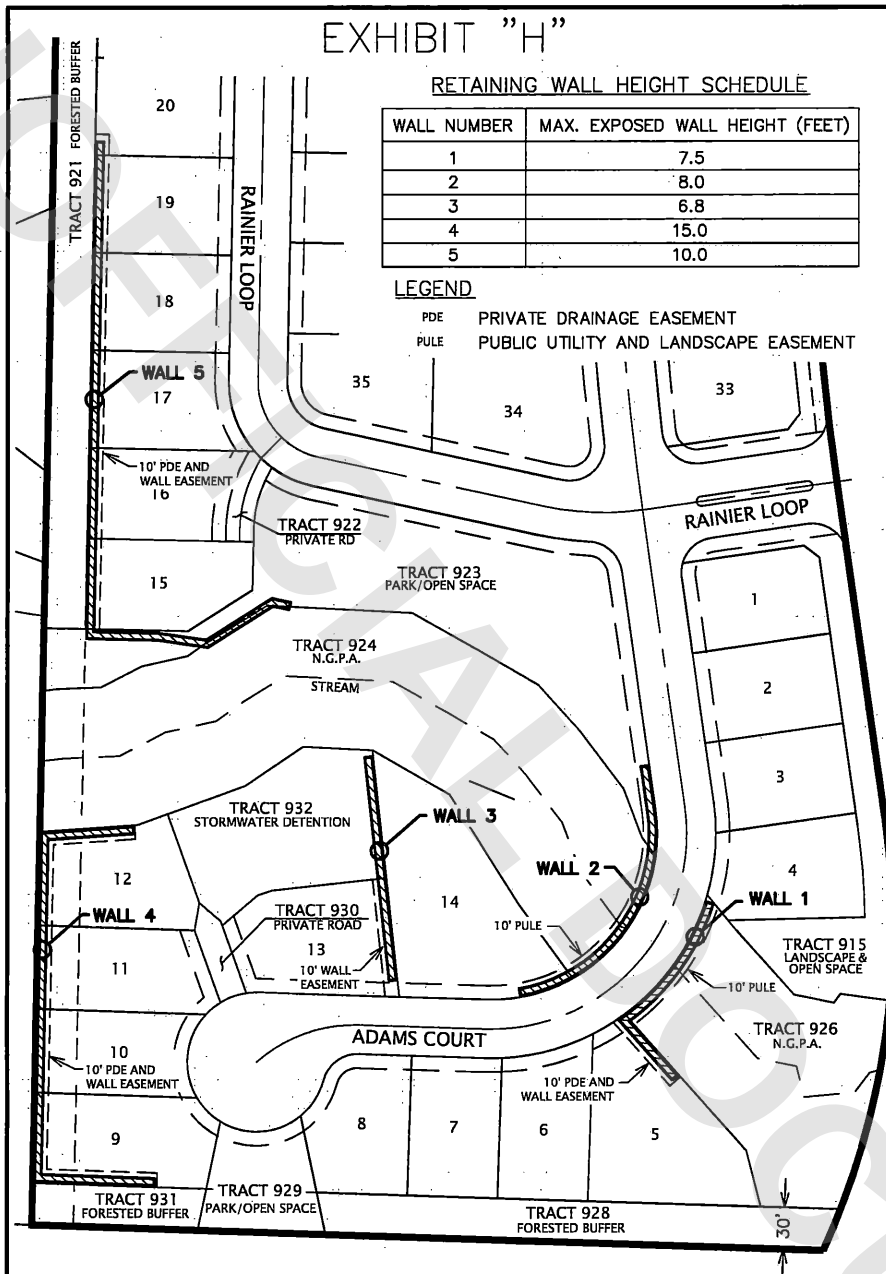 EXHIBIT "H"
RETAINING WALL HEIGHT SCHEDULE
WALL NUMBER MAX. EXPOSED WALL HEIGHT (FEET)
1 7.5
2 8.0
3 6.8
4 15.0
5 10.0
LEGEND
PDE PRIVATE DRAINAGE EASEMENT
PULE PUBLIC UTILITY AND LANDSCAPE EASEMENT
TRACT 921 FORESTED BUFFER
20
19
18
17
RAINIER LOOP
WALL 5
35
34
33
10' PDE AND
WALL EASEMENT
16
15
TRACT 922
PRIVATE RD
RAINIER LOOP
TRACT 923
PARK/OPEN SPACE
1
2
3
4
TRACT 924
N.G.P.A.
STREAM
TRACT 932
STORMWATER DETENTION
WALL 3
WALL 2
WALL 1
12
WALL 4
11
TRACT 930
PRIVATE ROAD
13
10' WALL
EASEMENT
14
10' PULE
TRACT 915
LANDSCAPE &
OPEN SPACE
10' PULE
TRACT 926
N.G.P.A.
ADAMS COURT
10
10' PDE AND
WALL EASEMENT
9
8
7
6
5
10' PDE AND
WALL EASEMENT
TRACT 931
FORESTED BUFFER
TRACT 929
PARK/OPEN SPACE
TRACT 928
FORESTED BUFFER
30'
OFFICIAL DOC